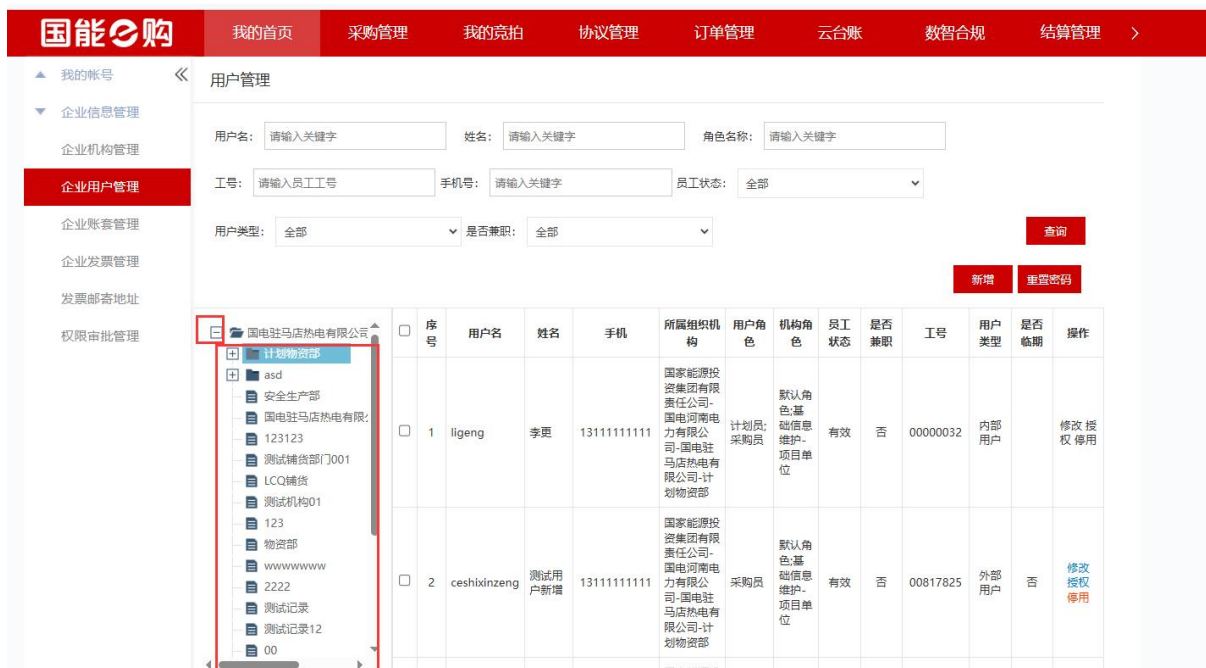 国能e购 我的首页 采购管理 我的竞拍 协议管理 订单管理 云台账 数智合规 结算管理
我的帐号
企业信息管理
企业机构管理
企业用户管理
企业账套管理
企业发票管理
发票邮寄地址
权限审批管理
用户管理
用户名: 请输入关键字 姓名: 请输入关键字 角色名称: 请输入关键字
工号: 请输入员工工号 手机号: 请输入关键字 员工状态: 全部
用户类型: 全部 是否兼职: 全部 查询
新增 重置密码
国电驻马店热电有限公司
计划物资部
asd
安全生产部
国电驻马店热电有限
123123
测试铺货部门001
LCQ铺货
测试机构01
123
物资部
wwwwwww
2222
测试记录
测试记录12
00
序号 用户名 姓名 手机 所属组织机构 用户角色 机构角色 员工状态 是否兼职 工号 用户类型 是否临期 操作
1 ligeng 李更 13111111111 国家能源投资集团有限责任公司-国电河南电力有限公司-国电驻马店热电有限公司-计划物资部 计划员;采购员 默认角色;基础信息维护-项目单位 有效 否 00000032 内部用户 修改 授权 停用
2 ceshixinzeng 测试用户新增 13111111111 国家能源投资集团有限责任公司-国电河南电力有限公司-国电驻马店热电有限公司-计划物资部 采购员 默认角色;基础信息维护-项目单位 有效 否 00817825 外部用户 否 修改 授权 停用